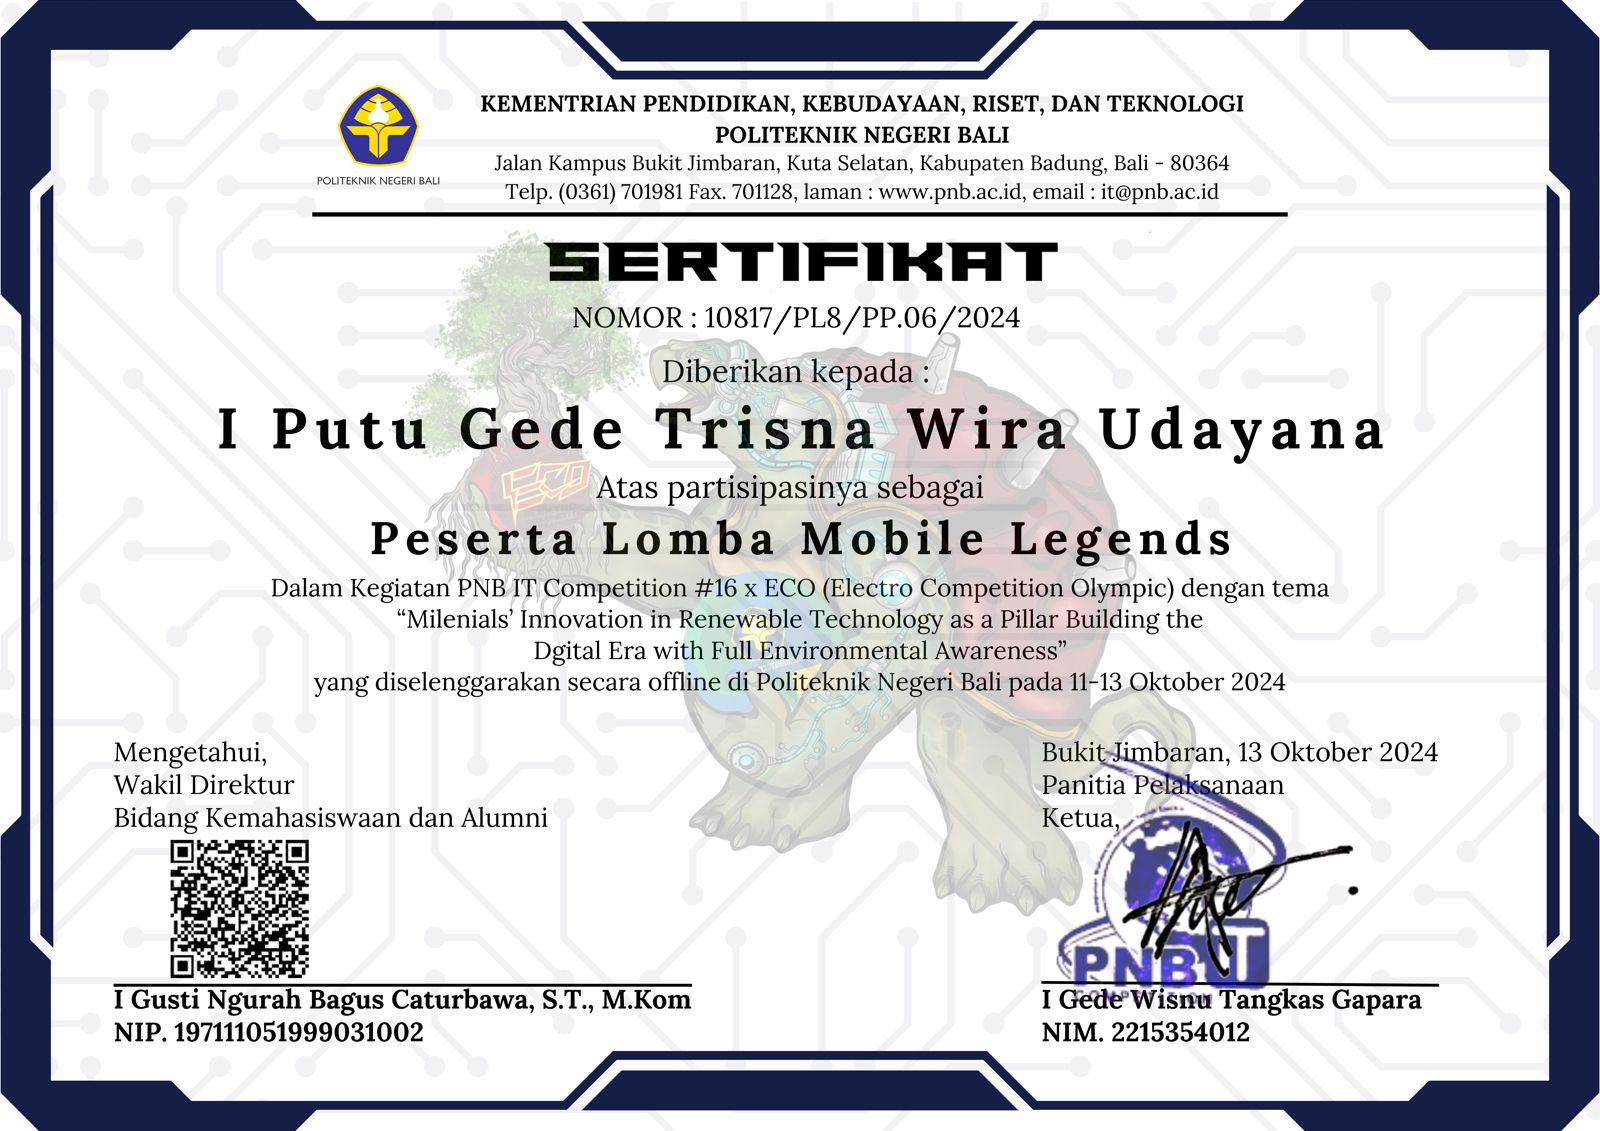 KEMENTRIAN PENDIDIKAN, KEBUDAYAAN, RISET, DAN TEKNOLOGI
POLITEKNIK NEGERI BALI
Jalan Kampus Bukit Jimbaran, Kuta Selatan, Kabupaten Badung, Bali - 80364
Telp. (0361) 701981 Fax. 701128, laman : www.pnb.ac.id, email : it@pnb.ac.id
POLITEKNIK NEGERI BALI
SERTIFIKAT
NOMOR : 10817/PL8/PP.06/2024
Diberikan kepada :
I Putu Gede Trisna Wira Udayana
ECO
Atas partisipasinya sebagai
Peserta Lomba Mobile Legends
Dalam Kegiatan PNB IT Competition #16 x ECO (Electro Competition Olympic) dengan tema
“Milenials’ Innovation in Renewable Technology as a Pillar Building the
Dgital Era with Full Environmental Awareness”
yang diselenggarakan secara offline di Politeknik Negeri Bali pada 11-13 Oktober 2024
Mengetahui,
Wakil Direktur
Bidang Kemahasiswaan dan Alumni
I Gusti Ngurah Bagus Caturbawa, S.T., M.Kom
NIP. 197111051999031002
Bukit Jimbaran, 13 Oktober 2024
Panitia Pelaksanaan
Ketua,
PNB IT
COMPETITION
I Gede Wisnu Tangkas Gapara
NIM. 2215354012